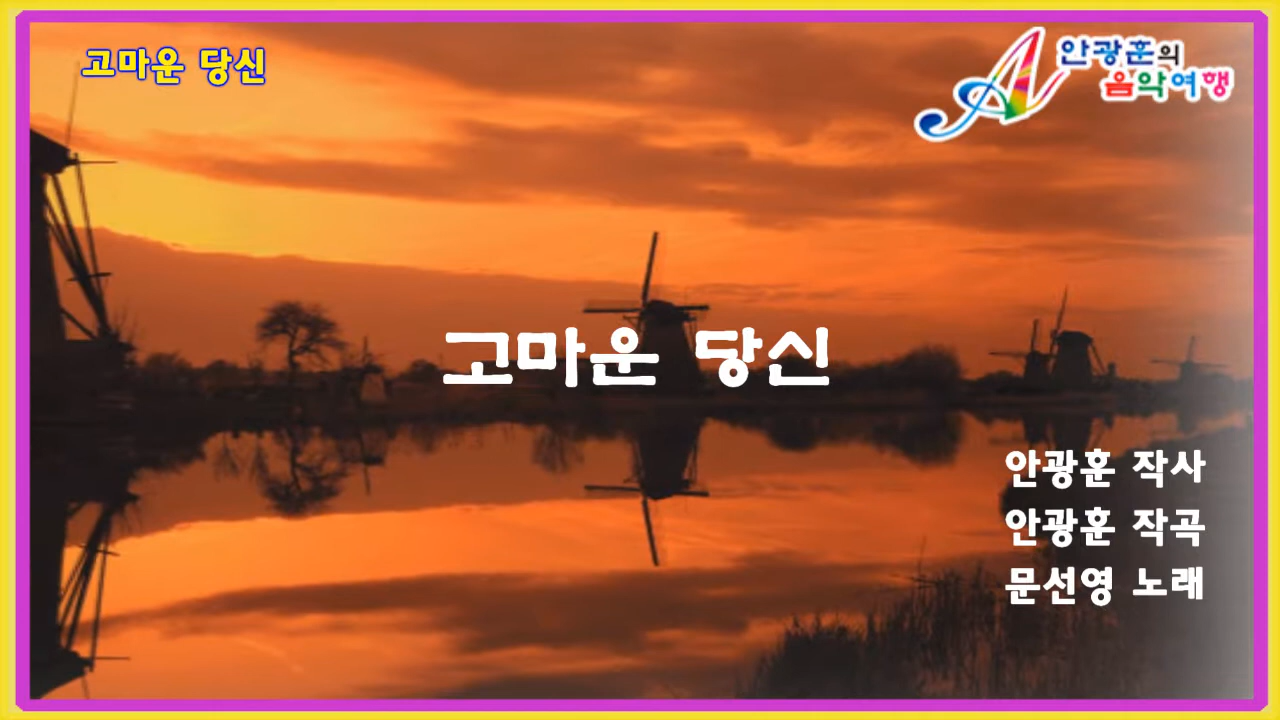 고마운 당신
안광훈의
음악여행
고마운 당신
안광훈 작사
안광훈 작곡
문선영 노래